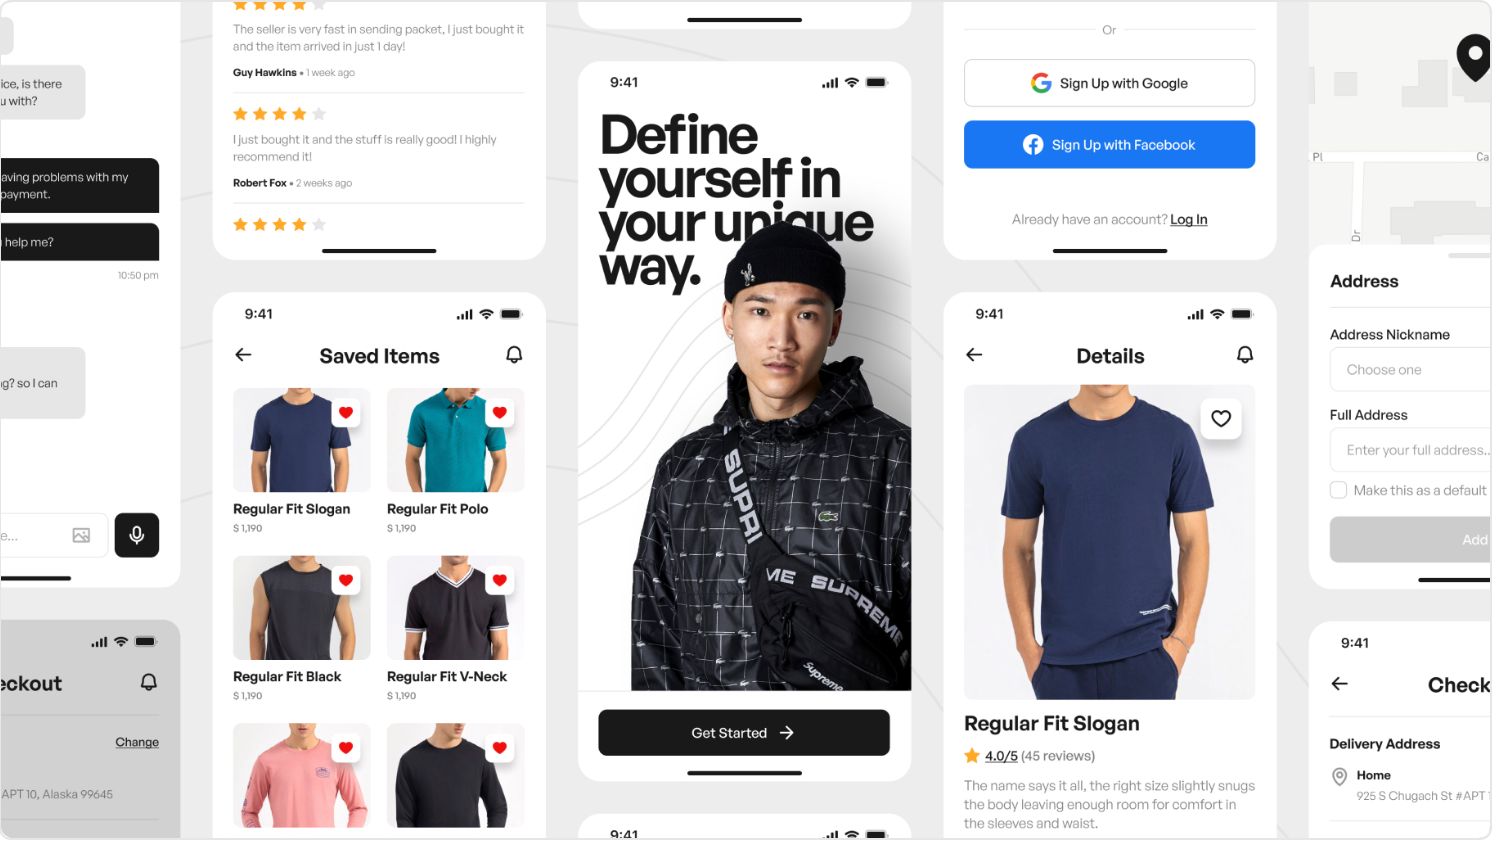 ice, is there
u with?
aving problems with my
payment.
help me?
10:50 pm
g? so I can
e...
eckout
Change
APT 10, Alaska 99645
The seller is very fast in sending packet, I just bought it
and the item arrived in just 1 day!
Guy Hawkins • 1 week ago
I just bought it and the stuff is really good! I highly
recommend it!
Robert Fox • 2 weeks ago
9:41
Saved Items
Regular Fit Slogan
$ 1,190
Regular Fit Polo
$ 1,190
Regular Fit Black
$ 1,190
Regular Fit V-Neck
$ 1,190
9:41
Define
yourself in
your unique
way.
SUPRI
ME SUPREME
Supreme
Get Started
9:41
Or
Sign Up with Google
Sign Up with Facebook
Already have an account? Log In
9:41
Details
Regular Fit Slogan
4.0/5 (45 reviews)
The name says it all, the right size slightly snugs
the body leaving enough room for comfort in
the sleeves and waist.
Pl
Ca
Dr
Address
Address Nickname
Choose one
Full Address
Enter your full address..
Make this as a default
Add
9:41
Check
Delivery Address
Home
925 S Chugach St #APT 1